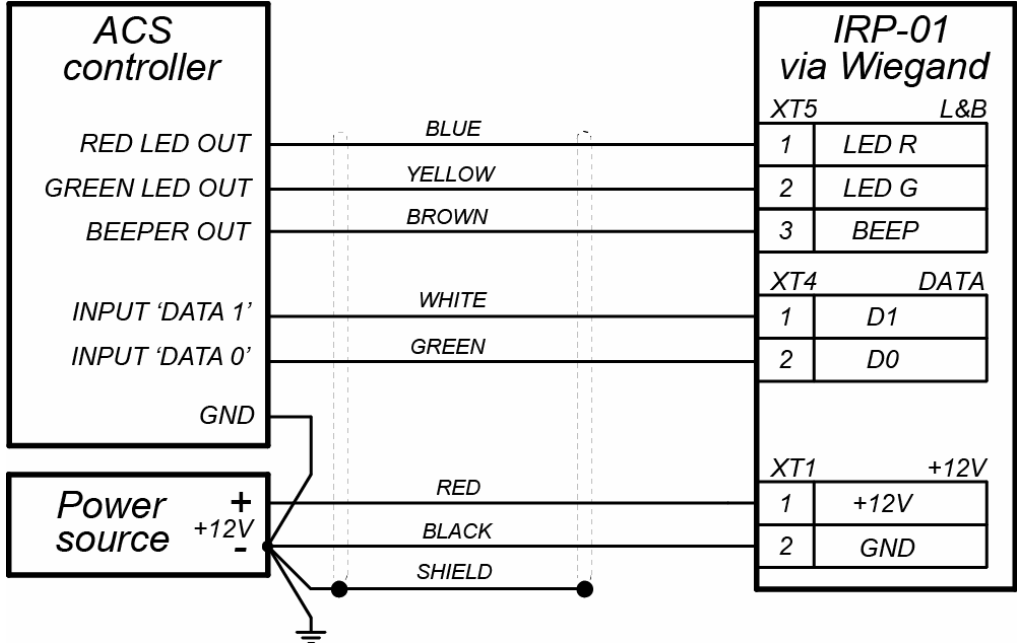 ACS
controller
RED LED OUT
GREEN LED OUT
BEEPER OUT
INPUT ‘DATA 1’
INPUT ‘DATA 0’
GND
Power
source
+
+12V
-
BLUE
YELLOW
BROWN
WHITE
GREEN
RED
BLACK
SHIELD
IRP-01
via Wiegand
XT5 L&B
1 LED R
2 LED G
3 BEEP
XT4 DATA
1 D1
2 D0
XT1 +12V
1 +12V
2 GND